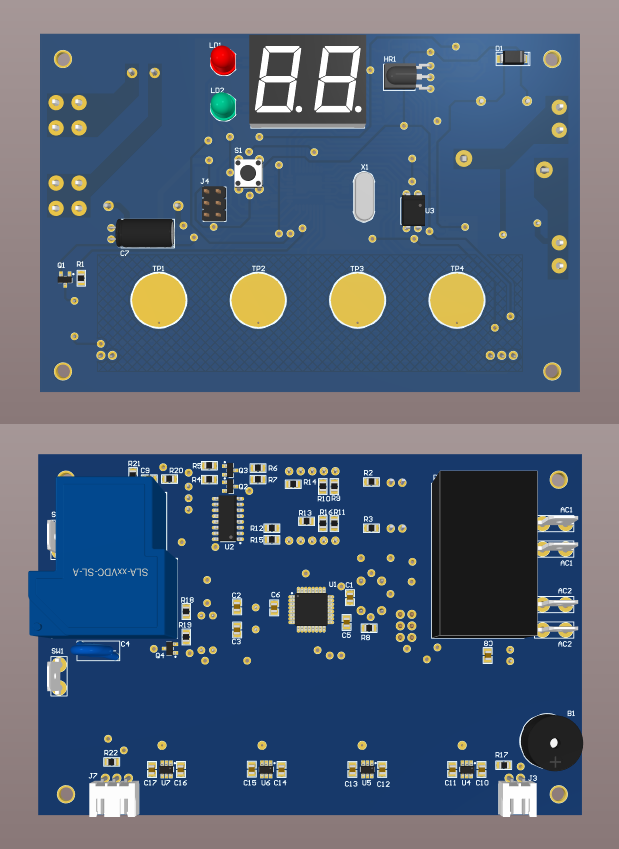 LD1
88
HR1
D1
LD2
S1
X1
J4
U3
C7
Q1 R1
TP1 TP2 TP3 TP4
R21 C9 R20
R5 Q3 R6
R4 Q2 R7
R14
R10 R9
R2
AC1
R13 R16 R11
R12
R15
U2
R3
AC1
SLA-xxVDC-SL-A
R18
C2 C6 U1 C1
AC2
R19
C3 C5 R8
C4
Q4
SW1
C8
AC2
B1
R22
R17
J7
J3
C17 U7 C16 C15 U6 C14 C13 U5 C12 C11 U4 C10